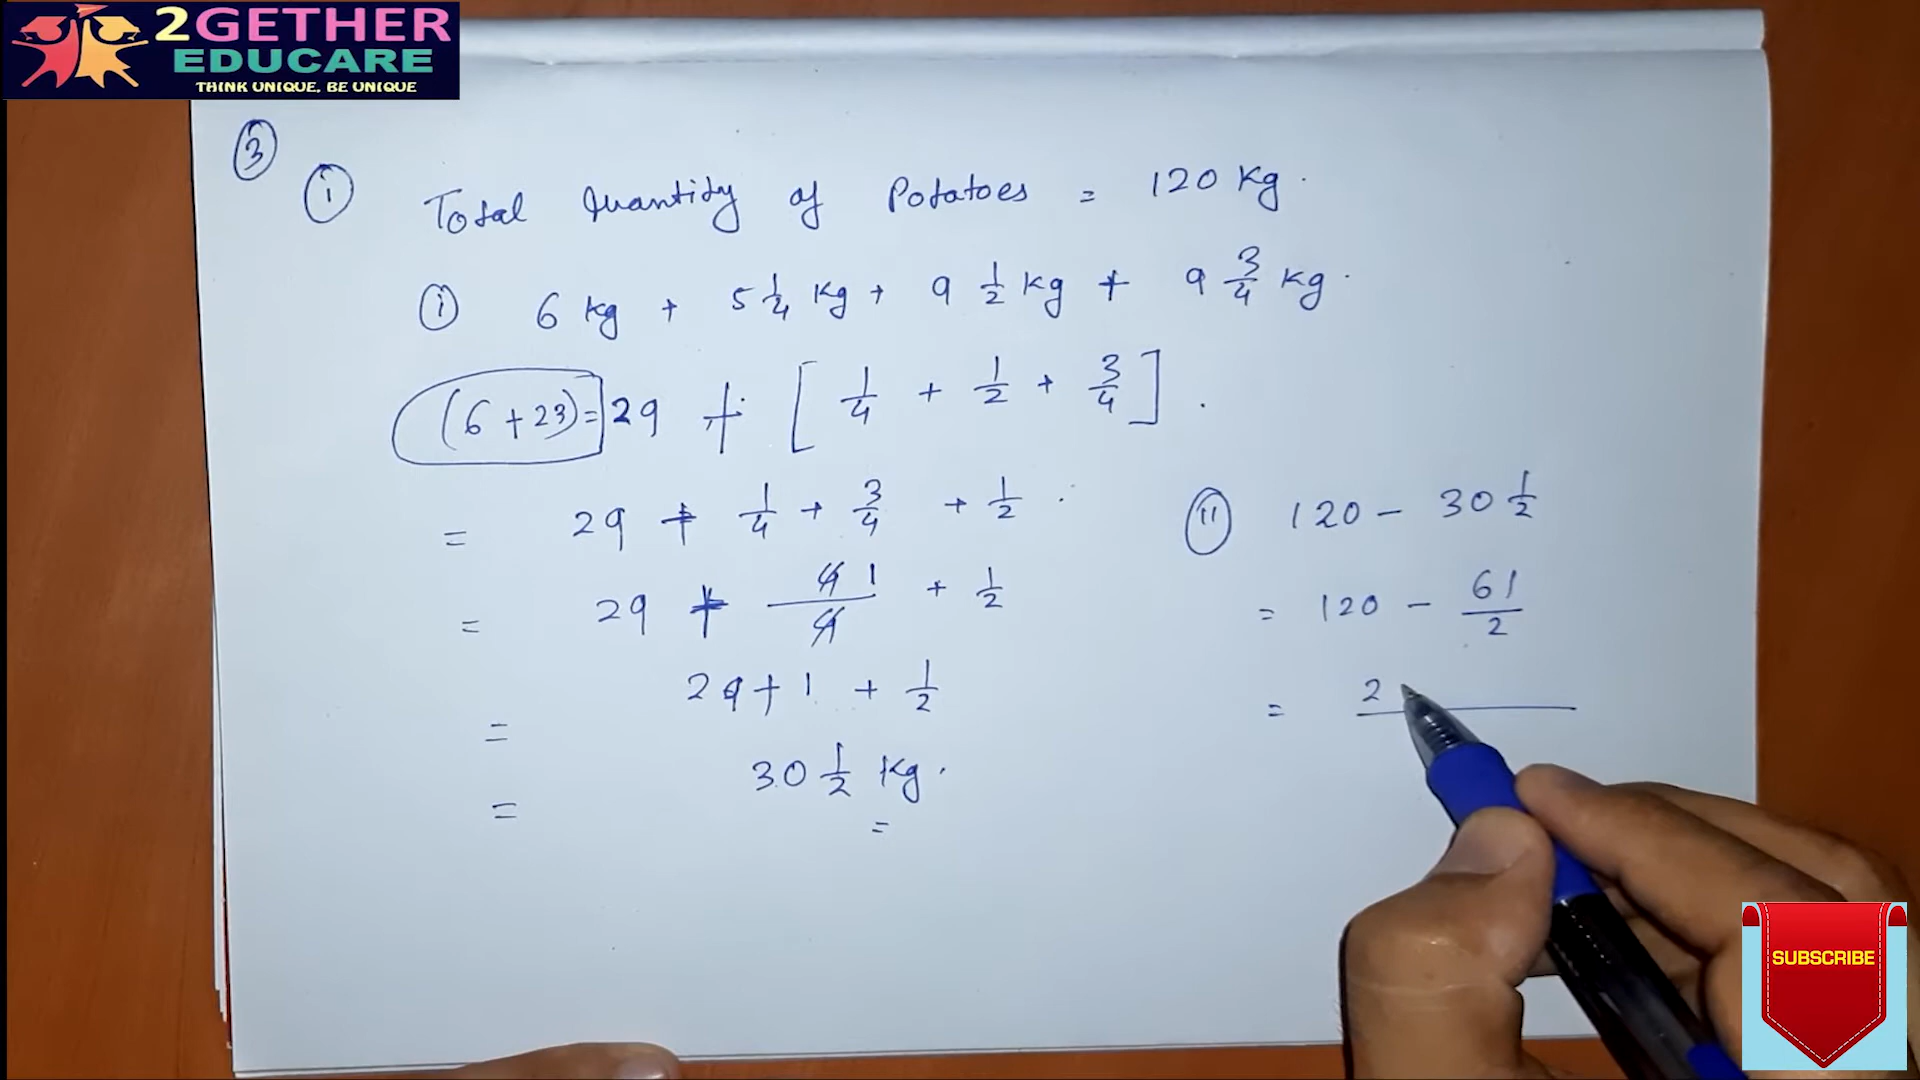 2GETHER
EDUCARE
THINK UNIQUE, BE UNIQUE
3
i Total Quantity of Potatoes = 120 Kg.
i 6 kg + 5 1/4 Kg + 9 1/2 Kg + 9 3/4 Kg.
(6 + 23) = 29 + [ 1/4 + 1/2 + 3/4 ].
= 29 + 1/4 + 3/4 + 1/2
= 29 + 4/4 1 + 1/2
= 29 + 1 + 1/2
= 30 1/2 Kg.
=
ii 120 - 30 1/2
= 120 - 61/2
= 2
SUBSCRIBE